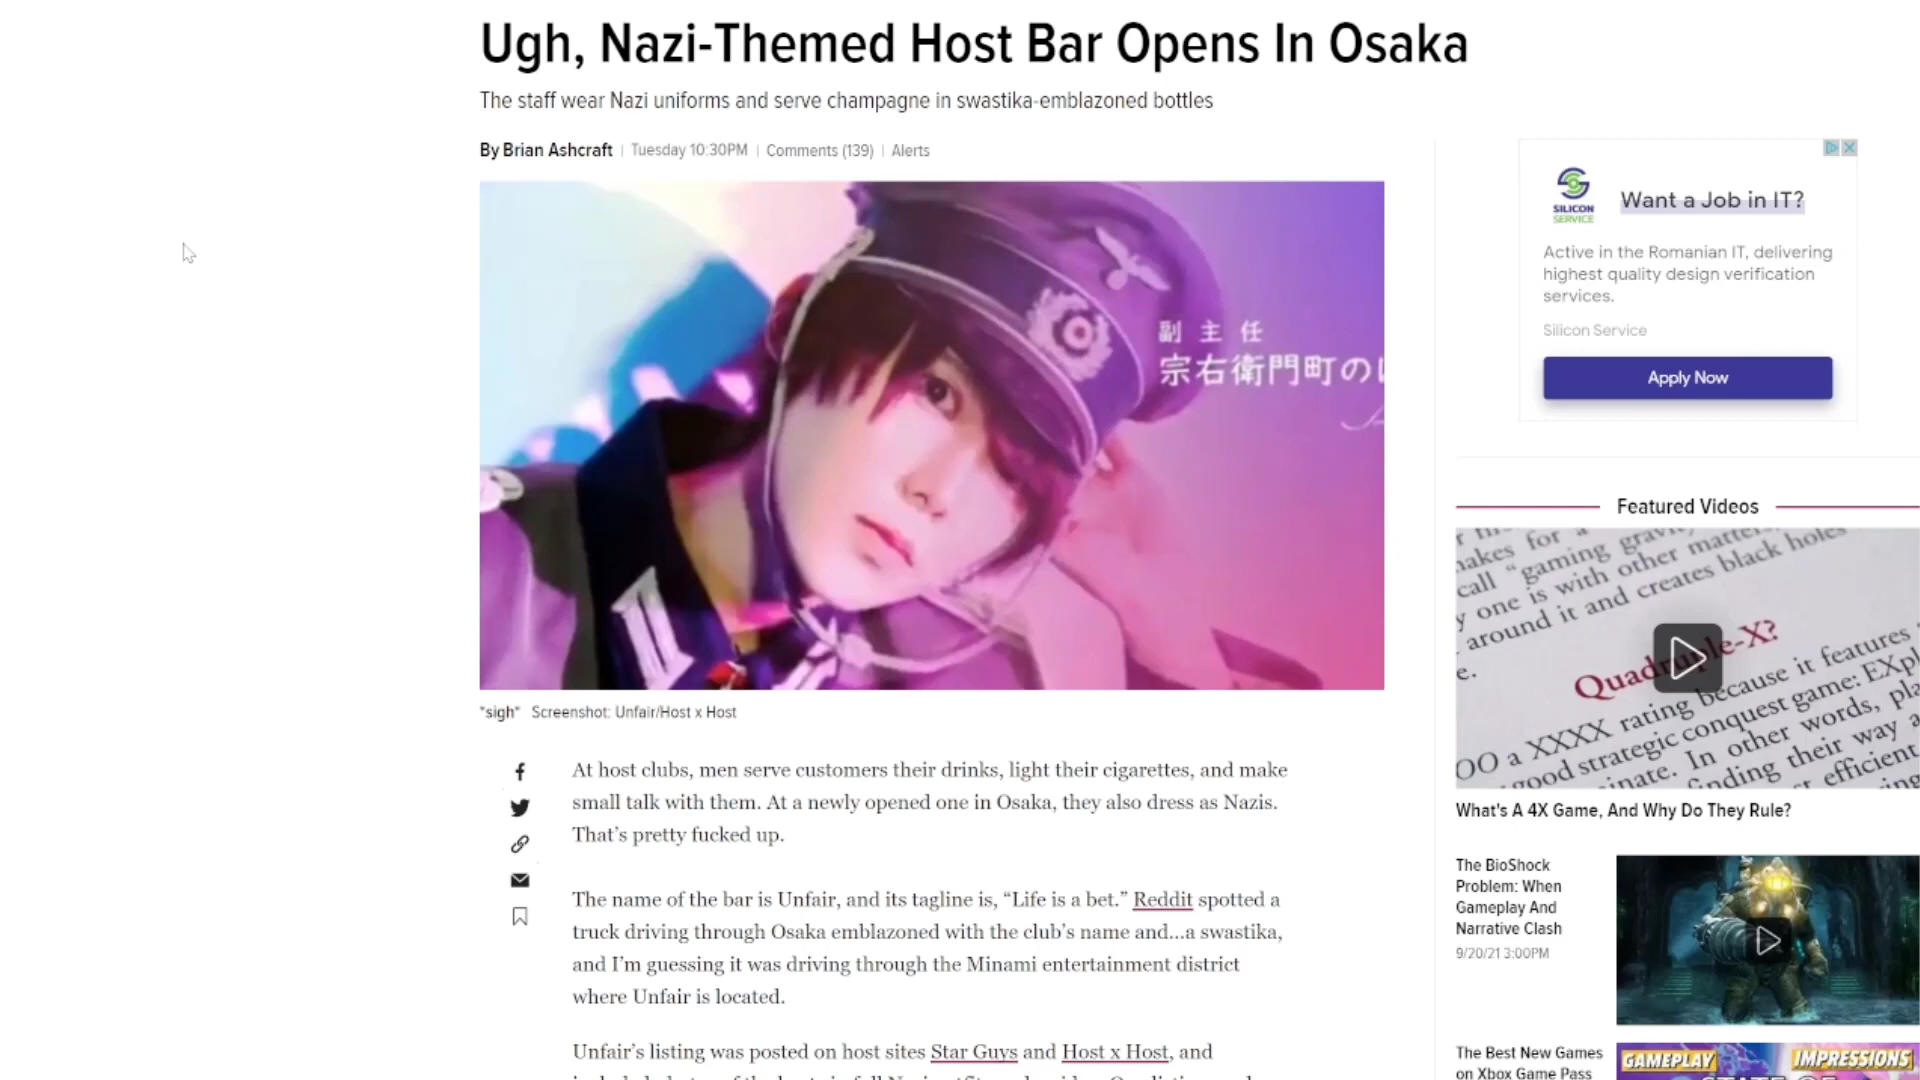 Ugh, Nazi-Themed Host Bar Opens In Osaka
The staff wear Nazi uniforms and serve champagne in swastika-emblazoned bottles
By Brian Ashcraft | Tuesday 10:30PM | Comments (139) | Alerts
副主任
宗右衛門町の
*sigh* Screenshot: Unfair/Host x Host
At host clubs, men serve customers their drinks, light their cigarettes, and make
small talk with them. At a newly opened one in Osaka, they also dress as Nazis.
That's pretty fucked up.
The name of the bar is Unfair, and its tagline is, “Life is a bet.” Reddit spotted a
truck driving through Osaka emblazoned with the club's name and...a swastika,
and I'm guessing it was driving through the Minami entertainment district
where Unfair is located.
Unfair's listing was posted on host sites Star Guys and Host x Host, and
SILICON
SERVICE
Want a Job in IT?
Active in the Romanian IT, delivering
highest quality design verification
services.
Silicon Service
Apply Now
Featured Videos
makes for a
call “gaming gravity
y one is with other matter
around it and creates black holes
e.
Quadruple-X?
OO a XXXX rating because it features
good strategic conquest game: EXpl
inate. In other words, pla
finding their way a
efficient
What's A 4X Game, And Why Do They Rule?
The BioShock
Problem: When
Gameplay And
Narrative Clash
9/20/21 3:00PM
The Best New Games
on Xbox Game Pass
GAMEPLAY IMPRESSIONS
STATE OF